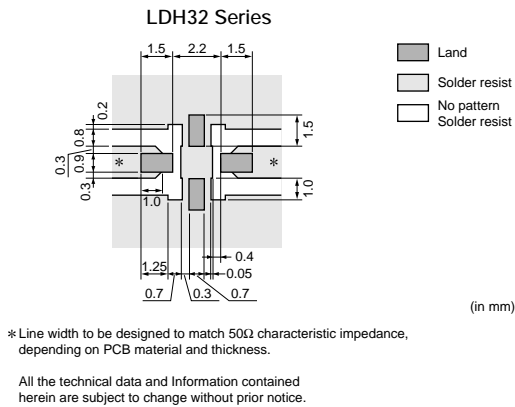 LDH32 Series
1.5 2.2 1.5
Land
Solder resist
No pattern
Solder resist
0.2
0.8
0.3
0.9
0.3
1.5
1.0
* *
1.0
0.4
1.25
0.05
0.7 0.3 0.7
(in mm)
* Line width to be designed to match 50Ω characteristic impedance,
depending on PCB material and thickness.
All the technical data and Information contained
herein are subject to change without prior notice.